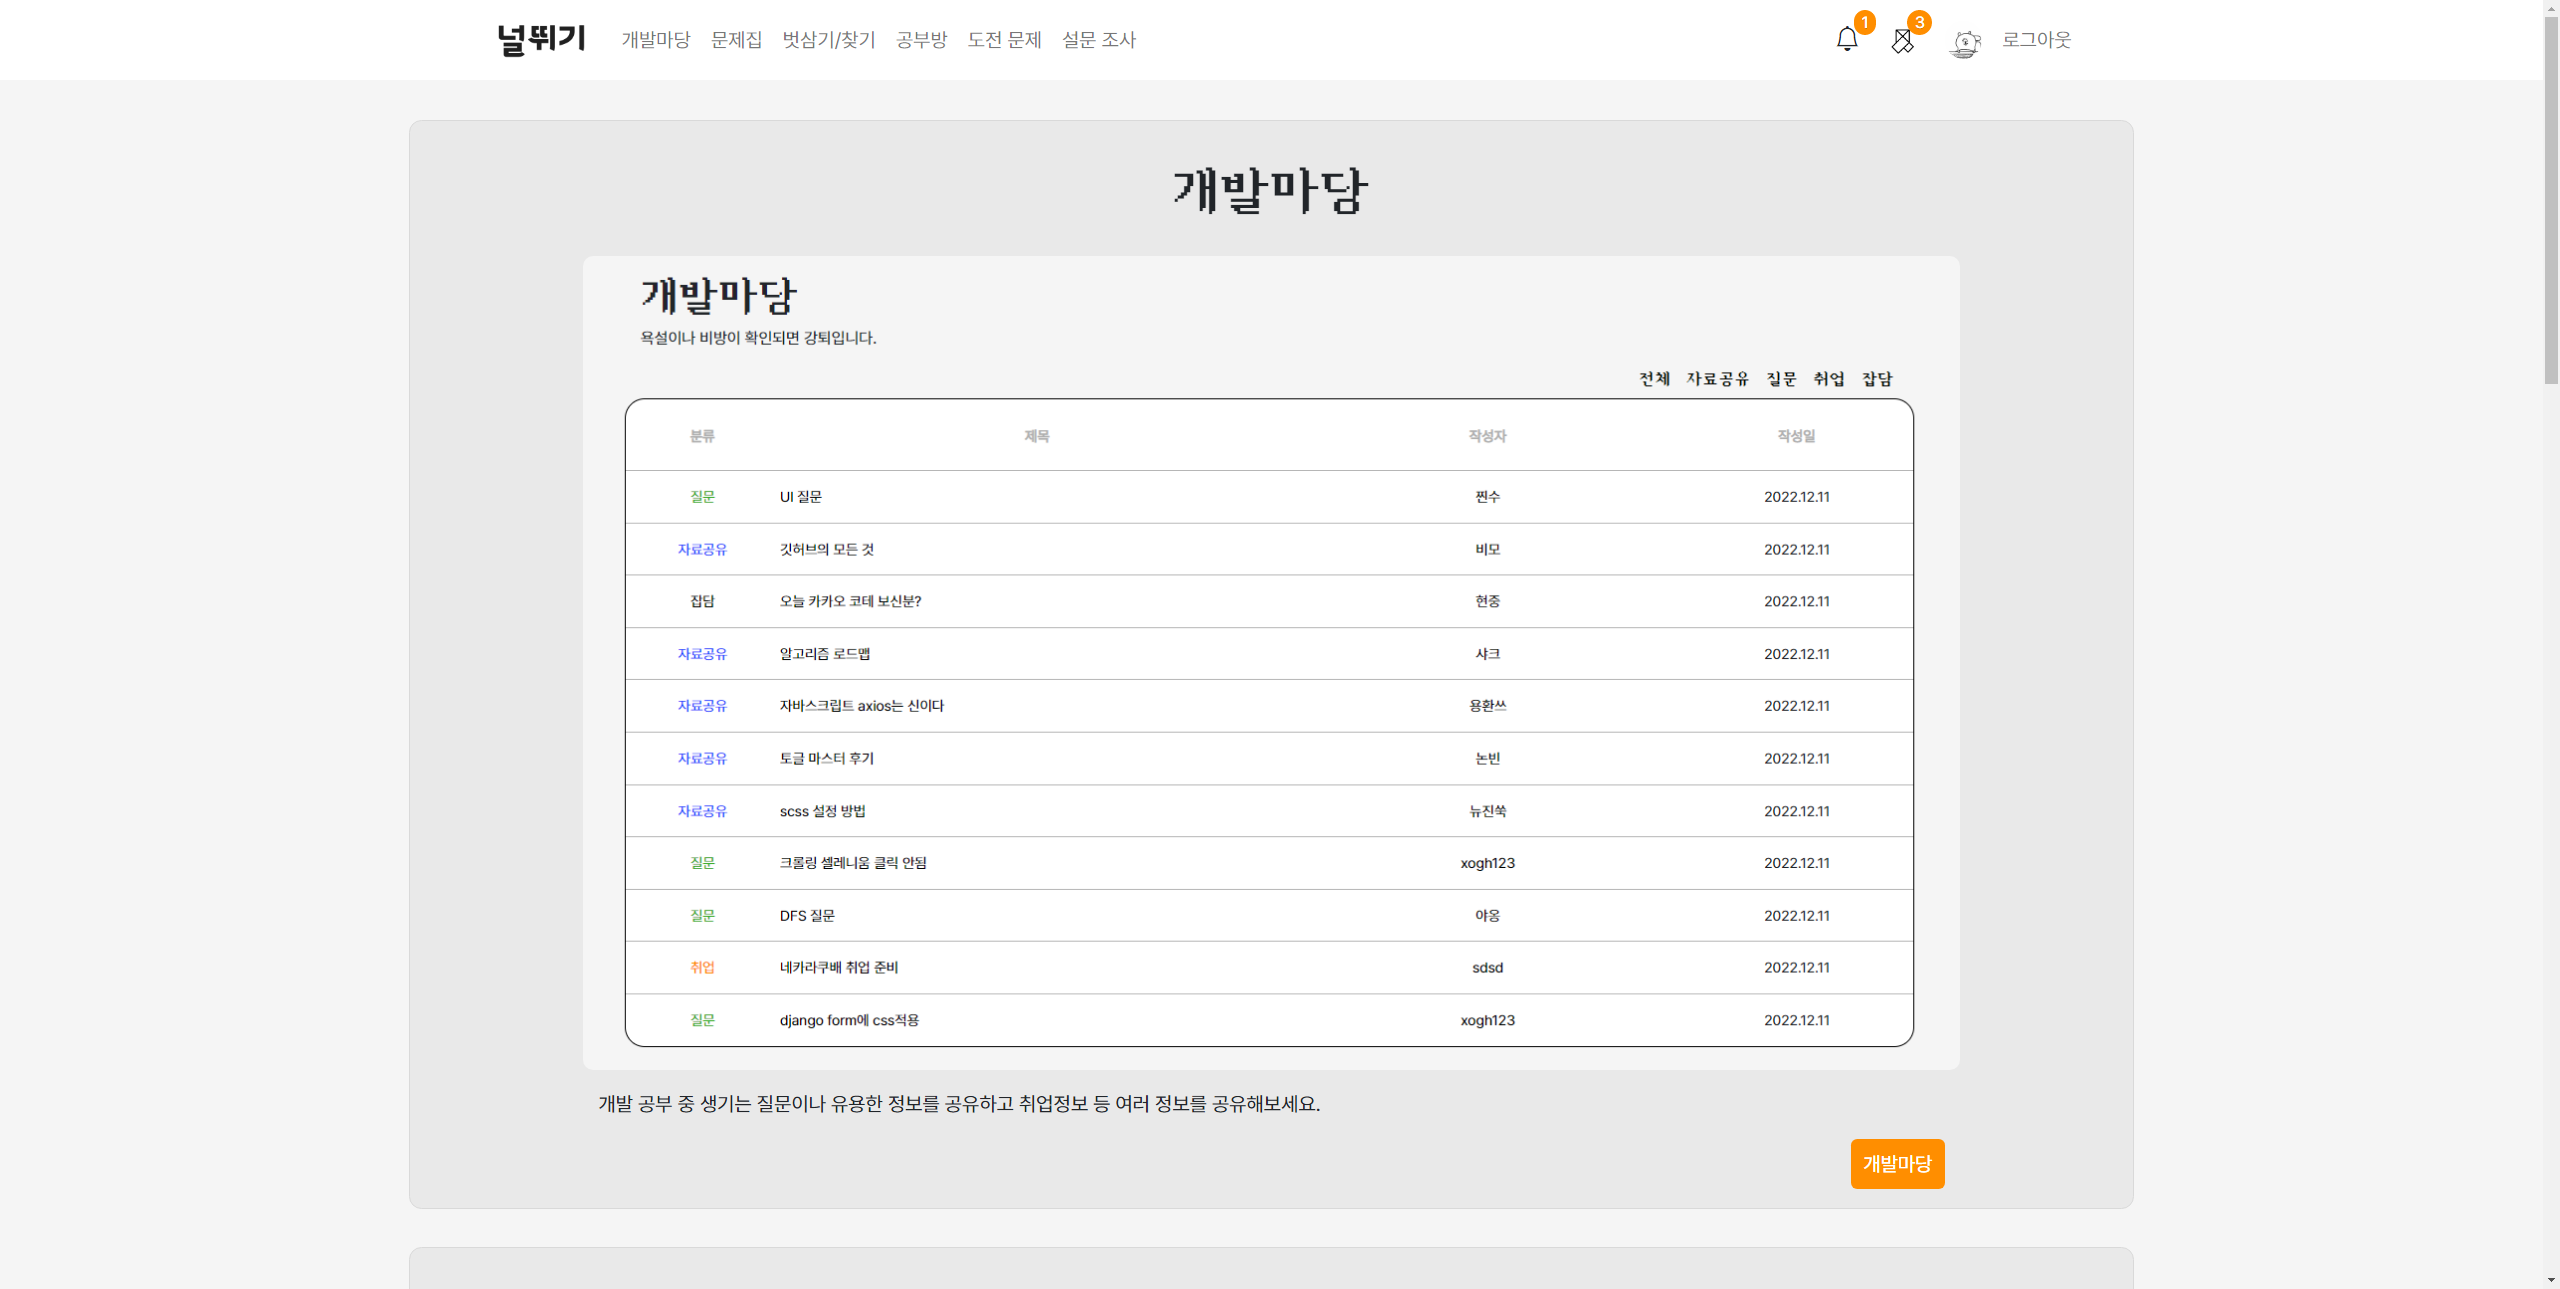 널뛰기 개발마당 문제집 벗삼기/찾기 공부방 도전 문제 설문 조사 1 3 로그아웃
개발마당
개발마당
욕설이나 비방이 확인되면 강퇴입니다.
전체 자료공유 질문 취업 잡담
분류 제목 작성자 작성일
질문 UI 질문 찐수 2022.12.11
자료공유 깃허브의 모든 것 비모 2022.12.11
잡담 오늘 카카오 코테 보신분? 현중 2022.12.11
자료공유 알고리즘 로드맵 샤크 2022.12.11
자료공유 자바스크립트 axios는 신이다 용환쓰 2022.12.11
자료공유 토글 마스터 후기 논빈 2022.12.11
자료공유 scss 설정 방법 뉴진쑥 2022.12.11
질문 크롤링 셀레니움 클릭 안됨 xogh123 2022.12.11
질문 DFS 질문 야옹 2022.12.11
취업 네카라쿠배 취업 준비 sdsd 2022.12.11
질문 django form에 css적용 xogh123 2022.12.11
개발 공부 중 생기는 질문이나 유용한 정보를 공유하고 취업정보 등 여러 정보를 공유해보세요.
개발마당